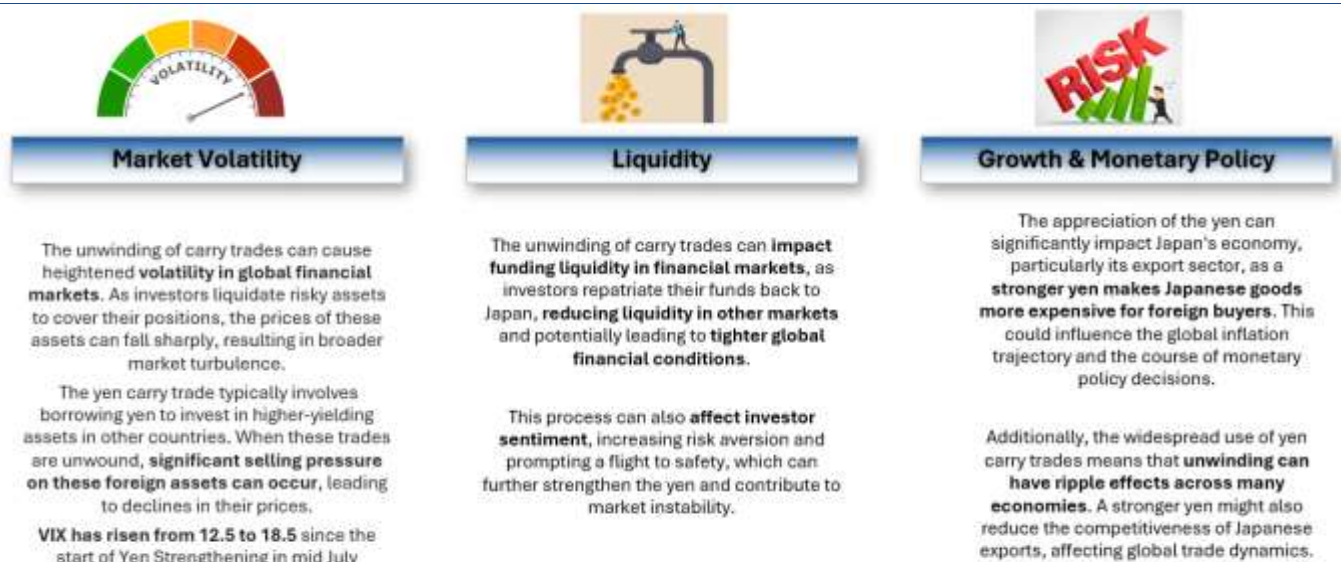 VOLATILITY
Market Volatility
The unwinding of carry trades can cause
heightened volatility in global financial
markets. As investors liquidate risky assets
to cover their positions, the prices of these
assets can fall sharply, resulting in broader
market turbulence.
The yen carry trade typically involves
borrowing yen to invest in higher-yielding
assets in other countries. When these trades
are unwound, significant selling pressure
on these foreign assets can occur, leading
to declines in their prices.
VIX has risen from 12.5 to 18.5 since the
start of Yen Strengthening in mid July
Liquidity
The unwinding of carry trades can impact
funding liquidity in financial markets, as
investors repatriate their funds back to
Japan, reducing liquidity in other markets
and potentially leading to tighter global
financial conditions.
This process can also affect investor
sentiment, increasing risk aversion and
prompting a flight to safety, which can
further strengthen the yen and contribute to
market instability.
RISK
Growth & Monetary Policy
The appreciation of the yen can
significantly impact Japan's economy,
particularly its export sector, as a
stronger yen makes Japanese goods
more expensive for foreign buyers. This
could influence the global inflation
trajectory and the course of monetary
policy decisions.
Additionally, the widespread use of yen
carry trades means that unwinding can
have ripple effects across many
economies. A stronger yen might also
reduce the competitiveness of Japanese
exports, affecting global trade dynamics.